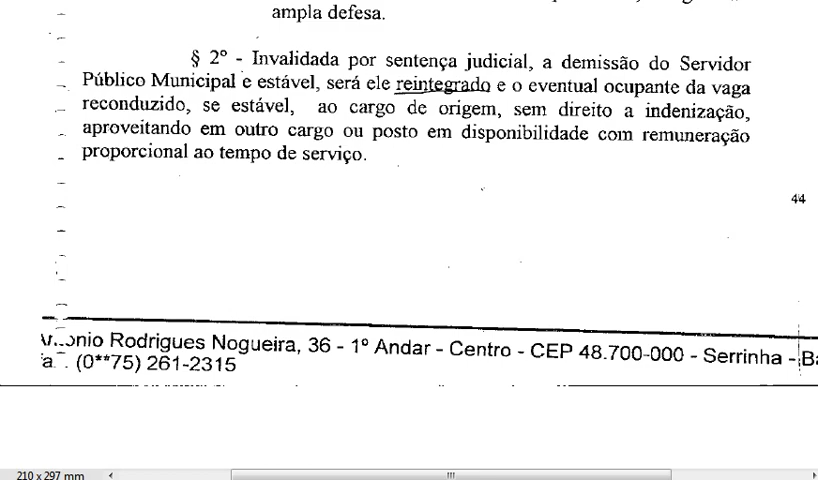 ampla defesa.
§ 2º - Invalidada por sentença judicial, a demissão do Servidor
Público Municipal e estável, será ele reintegrado e o eventual ocupante da vaga
reconduzido, se estável, ao cargo de origem, sem direito a indenização,
aproveitando em outro cargo ou posto em disponibilidade com remuneração
proporcional ao tempo de serviço.
44
Rodrigues Nogueira, 36 - 1º Andar - Centro - CEP 48.700-000 - Serrinha - Ba
(0**75) 261-2315
210 x 297 mm